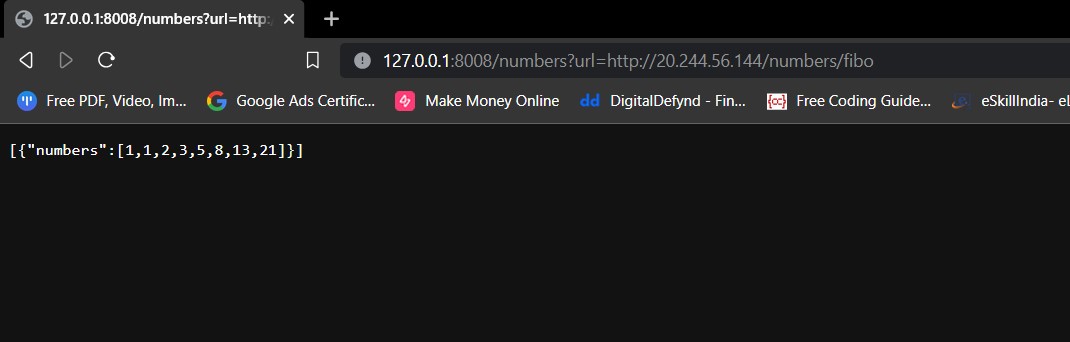 127.0.0.1:8008/numbers?url=http:
127.0.0.1:8008/numbers?url=http://20.244.56.144/numbers/fibo
Free PDF, Video, Im... Google Ads Certific... Make Money Online dd DigitalDefynd - Fin... {oc} Free Coding Guide... eSkillIndia- el
[{"numbers":[1,1,2,3,5,8,13,21]}]